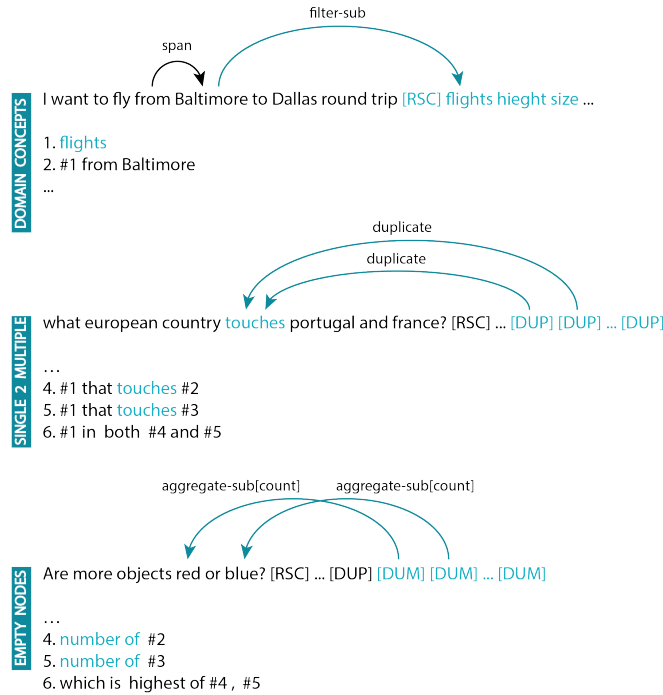 filter-sub
span
DOMAIN CONCEPTS
I want to fly from Baltimore to Dallas round trip [RSC] flights hieght size ...
1. flights
2. #1 from Baltimore
...
duplicate
duplicate
SINGLE 2 MULTIPLE
what european country touches portugal and france? [RSC] ... [DUP] [DUP] ... [DUP]
...
4. #1 that touches #2
5. #1 that touches #3
6. #1 in both #4 and #5
aggregate-sub[count] aggregate-sub[count]
EMPTY NODES
Are more objects red or blue? [RSC] ... [DUP] [DUM] [DUM] ... [DUM]
...
4. number of #2
5. number of #3
6. which is highest of #4 , #5